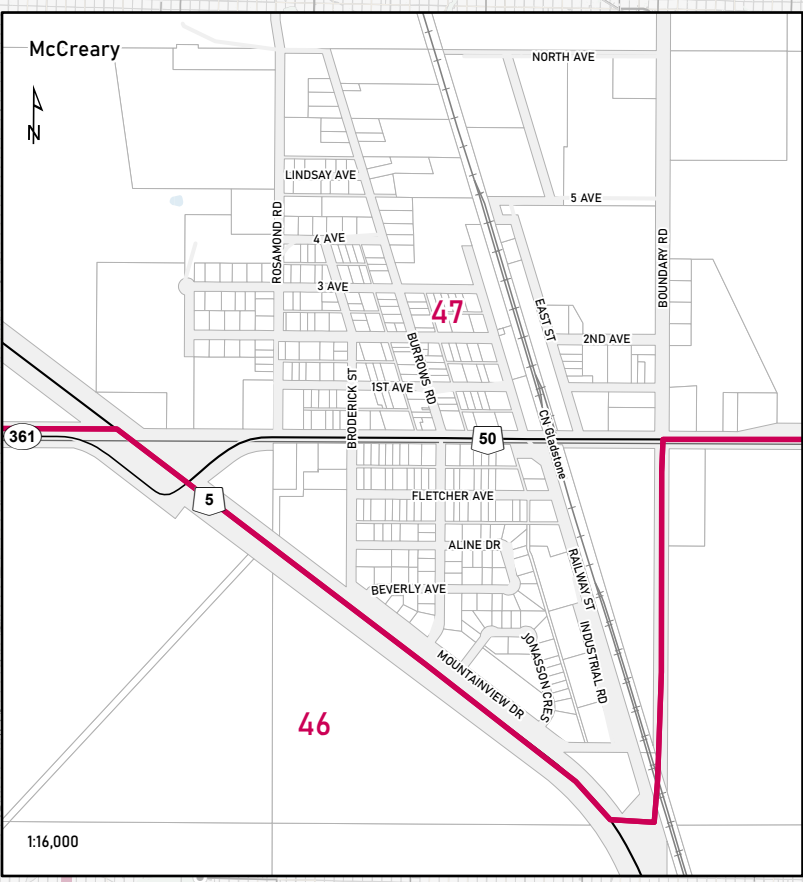 McCreary
N
NORTH AVE
LINDSAY AVE
5 AVE
ROSAMOND RD
4 AVE
BOUNDARY RD
3 AVE
47
EAST ST
2ND AVE
BURROWS RD
1ST AVE
BRODERICK ST
361
50
CN Gladstone
5
FLETCHER AVE
ALINE DR
RAILWAY ST
BEVERLY AVE
INDUSTRIAL RD
JONASSON CRES
MOUNTAINVIEW DR
46
1:16,000